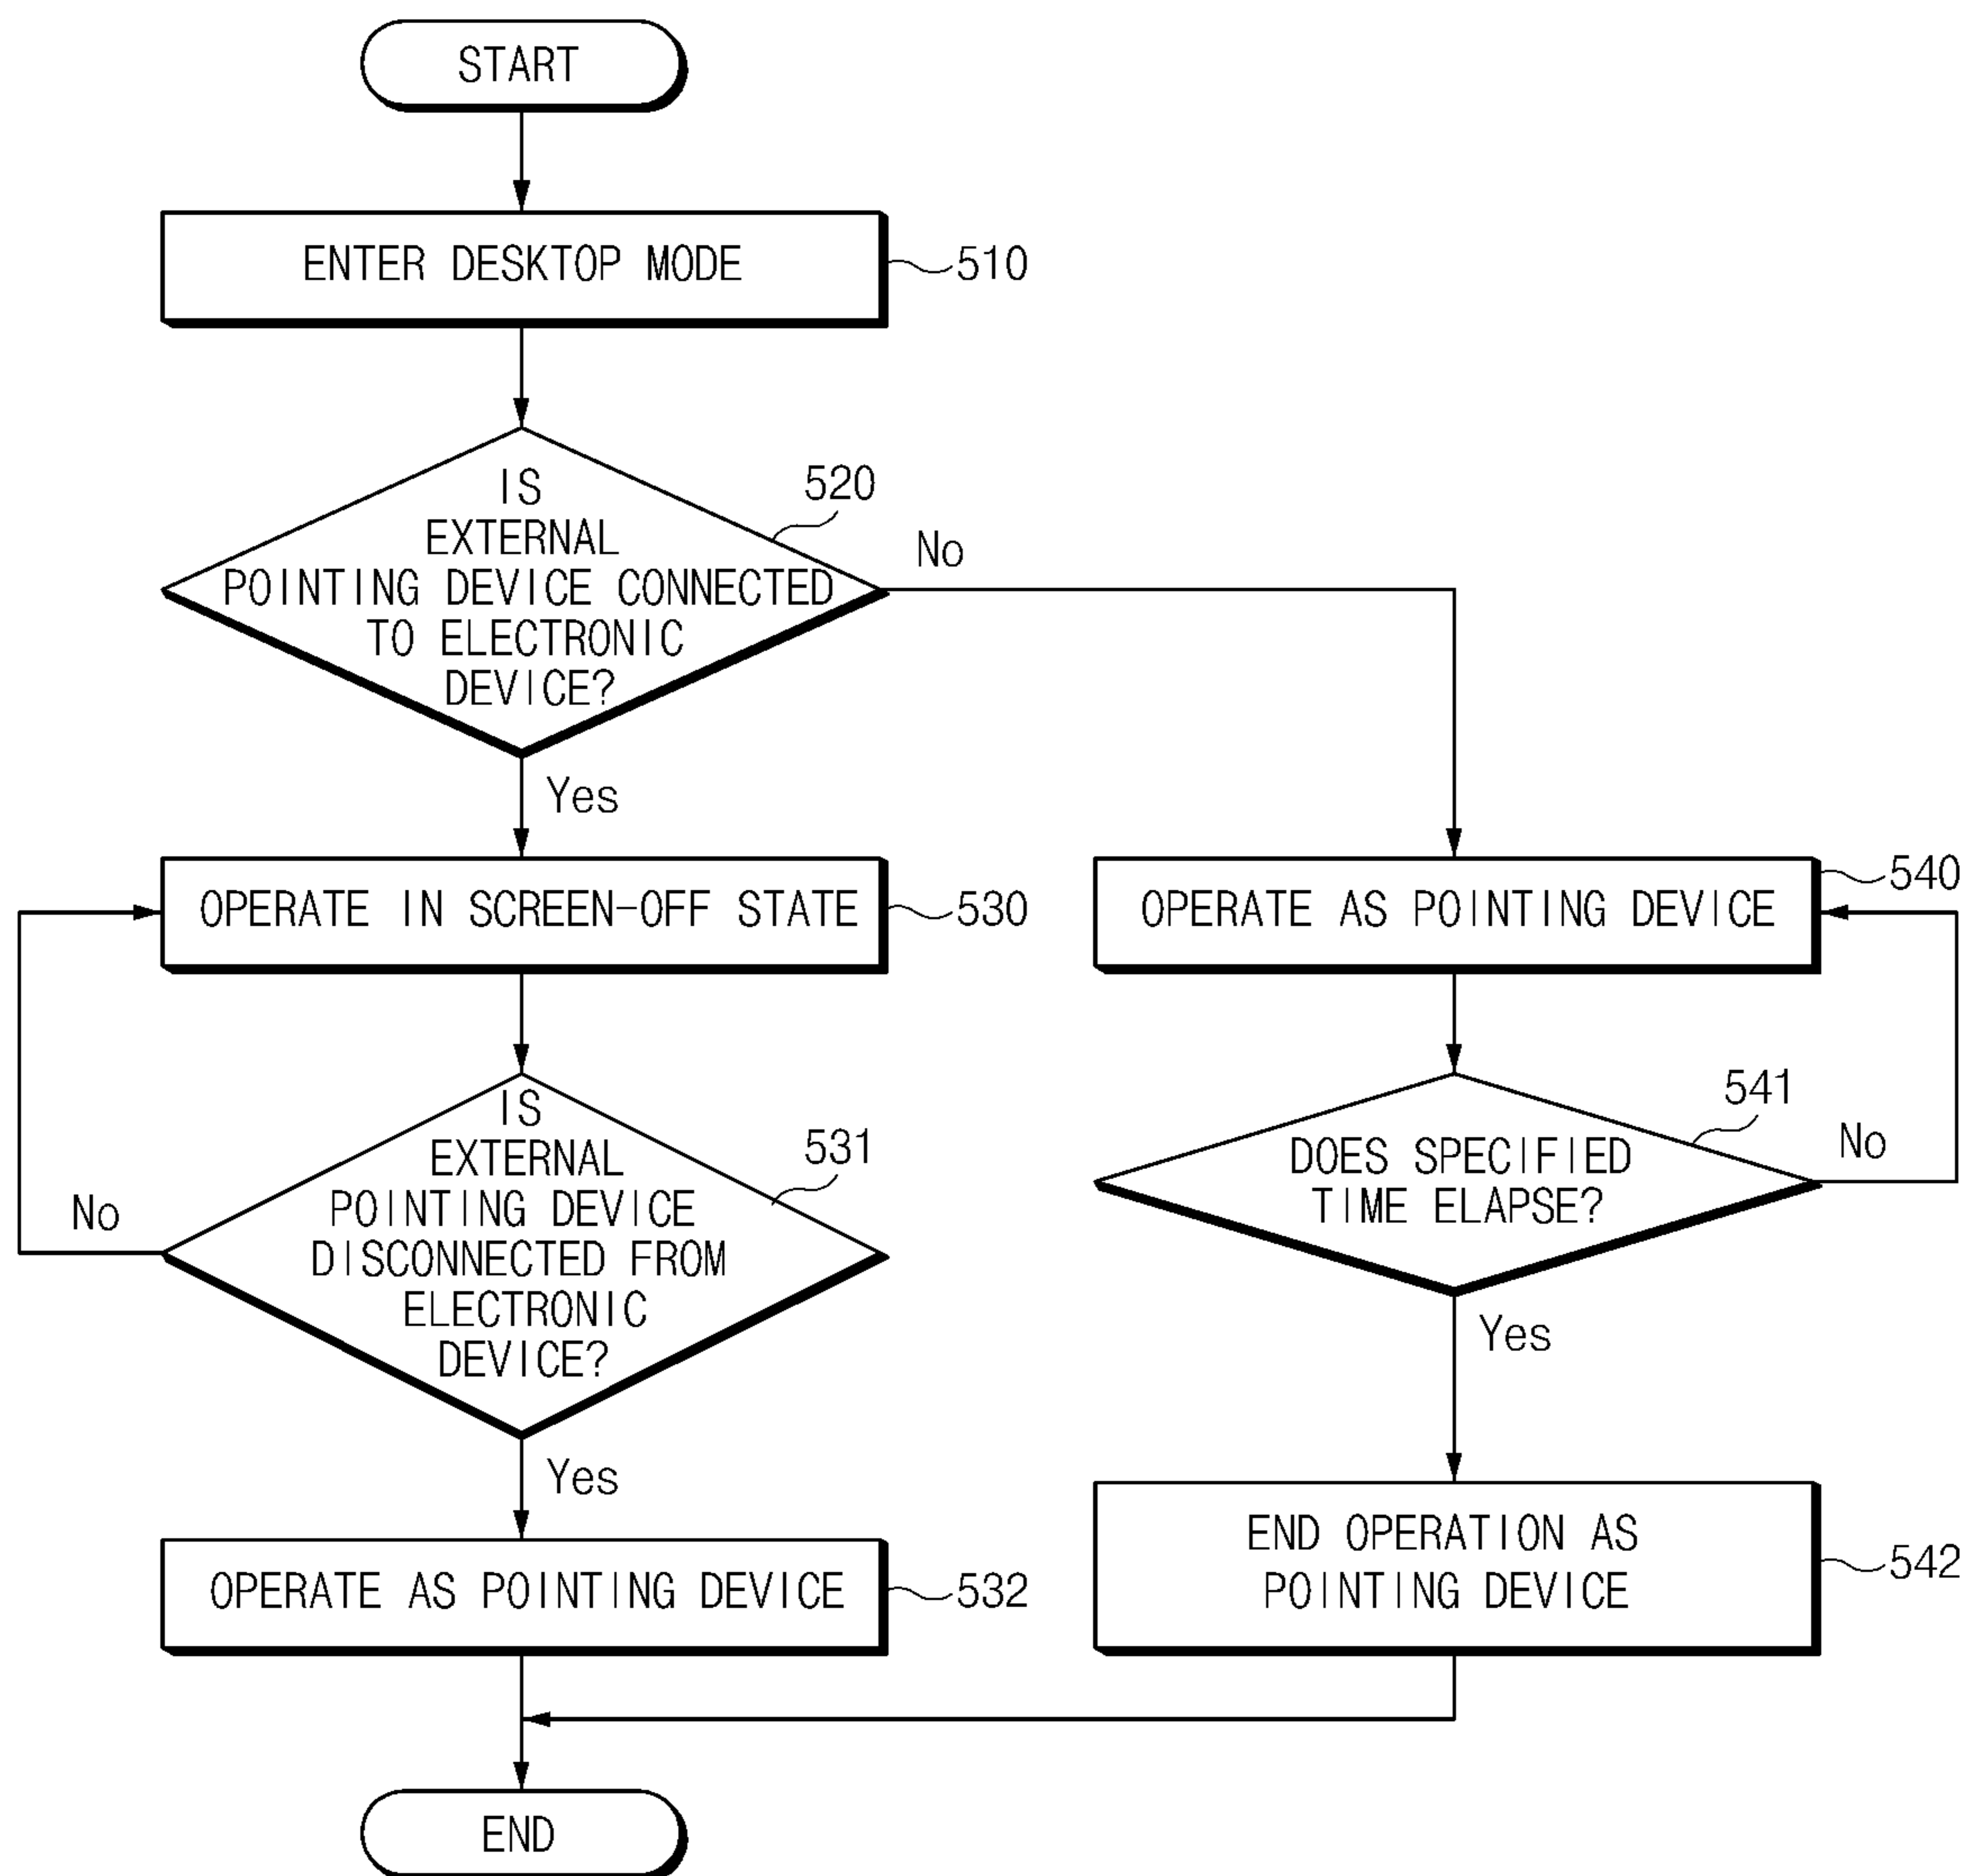 START
ENTER DESKTOP MODE
510
IS
EXTERNAL
POINTING DEVICE CONNECTED
TO ELECTRONIC
DEVICE?
520
No
Yes
OPERATE IN SCREEN-OFF STATE
530
OPERATE AS POINTING DEVICE
540
IS
EXTERNAL
POINTING DEVICE
DISCONNECTED FROM
ELECTRONIC
DEVICE?
531
No
Yes
DOES SPECIFIED
TIME ELAPSE?
541
No
Yes
OPERATE AS POINTING DEVICE
532
END OPERATION AS
POINTING DEVICE
542
END